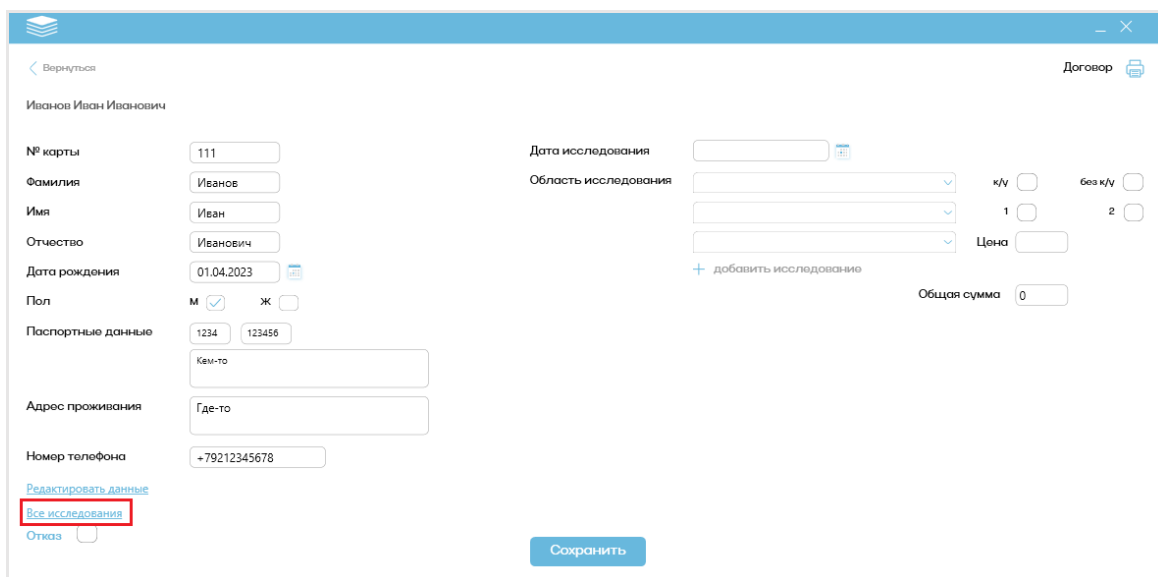 Вернуться
Договор
Иванов Иван Иванович
№ карты 111
Фамилия Иванов
Имя Иван
Отчество Иванович
Дата рождения 01.04.2023
Пол м ж
Паспортные данные 1234 123456
Кем-то
Адрес проживания Где-то
Номер телефона +79212345678
Редактировать данные
Все исследования
Отказ
Дата исследования
Область исследования к/у без к/у
1 2
Цена
+ добавить исследование
Общая сумма 0
Сохранить